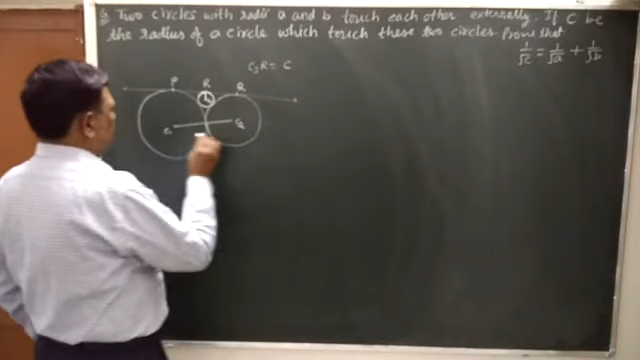 Two circles with radii a and b touch each other externally. If C be
the radius of a circle which touch these two circles. Prove that
1/√c = 1/√a + 1/√b
C₃R = C
P R Q
C₁ C₂